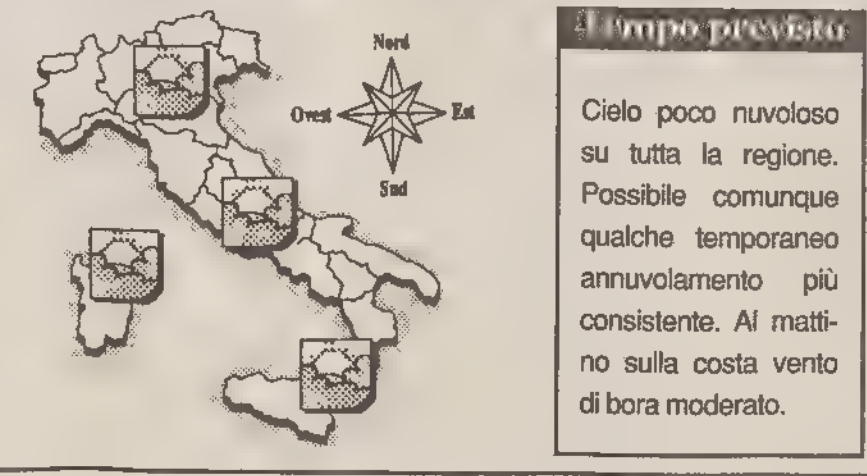 Nord
Ovest
Est
Sud
Tempo previsto
Cielo poco nuvoloso
su tutta la regione.
Possibile comunque
qualche temporaneo
annuvolamento più
consistente. Al matti-
no sulla costa vento
di bora moderato.